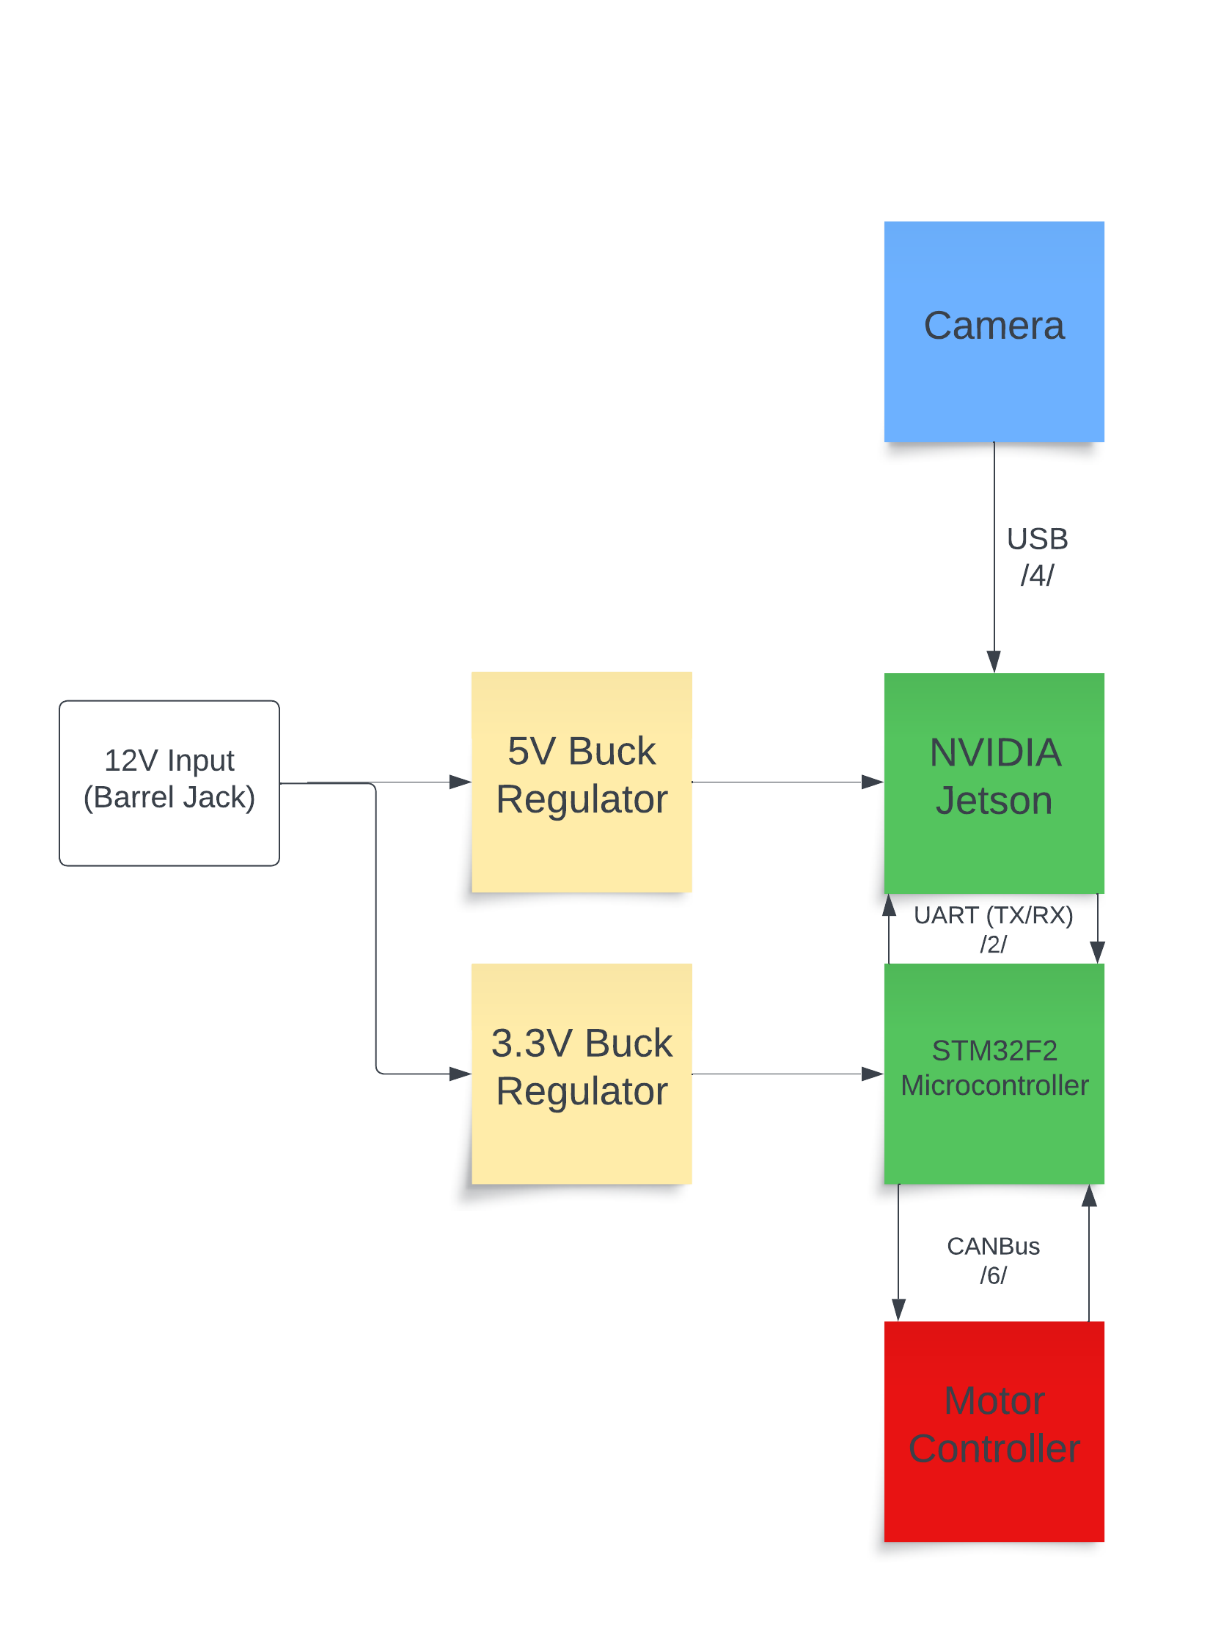 Camera
USB
/4/
12V Input
(Barrel Jack)
5V Buck
Regulator
NVIDIA
Jetson
UART (TX/RX)
/2/
3.3V Buck
Regulator
STM32F2
Microcontroller
CANBus
/6/
Motor
Controller